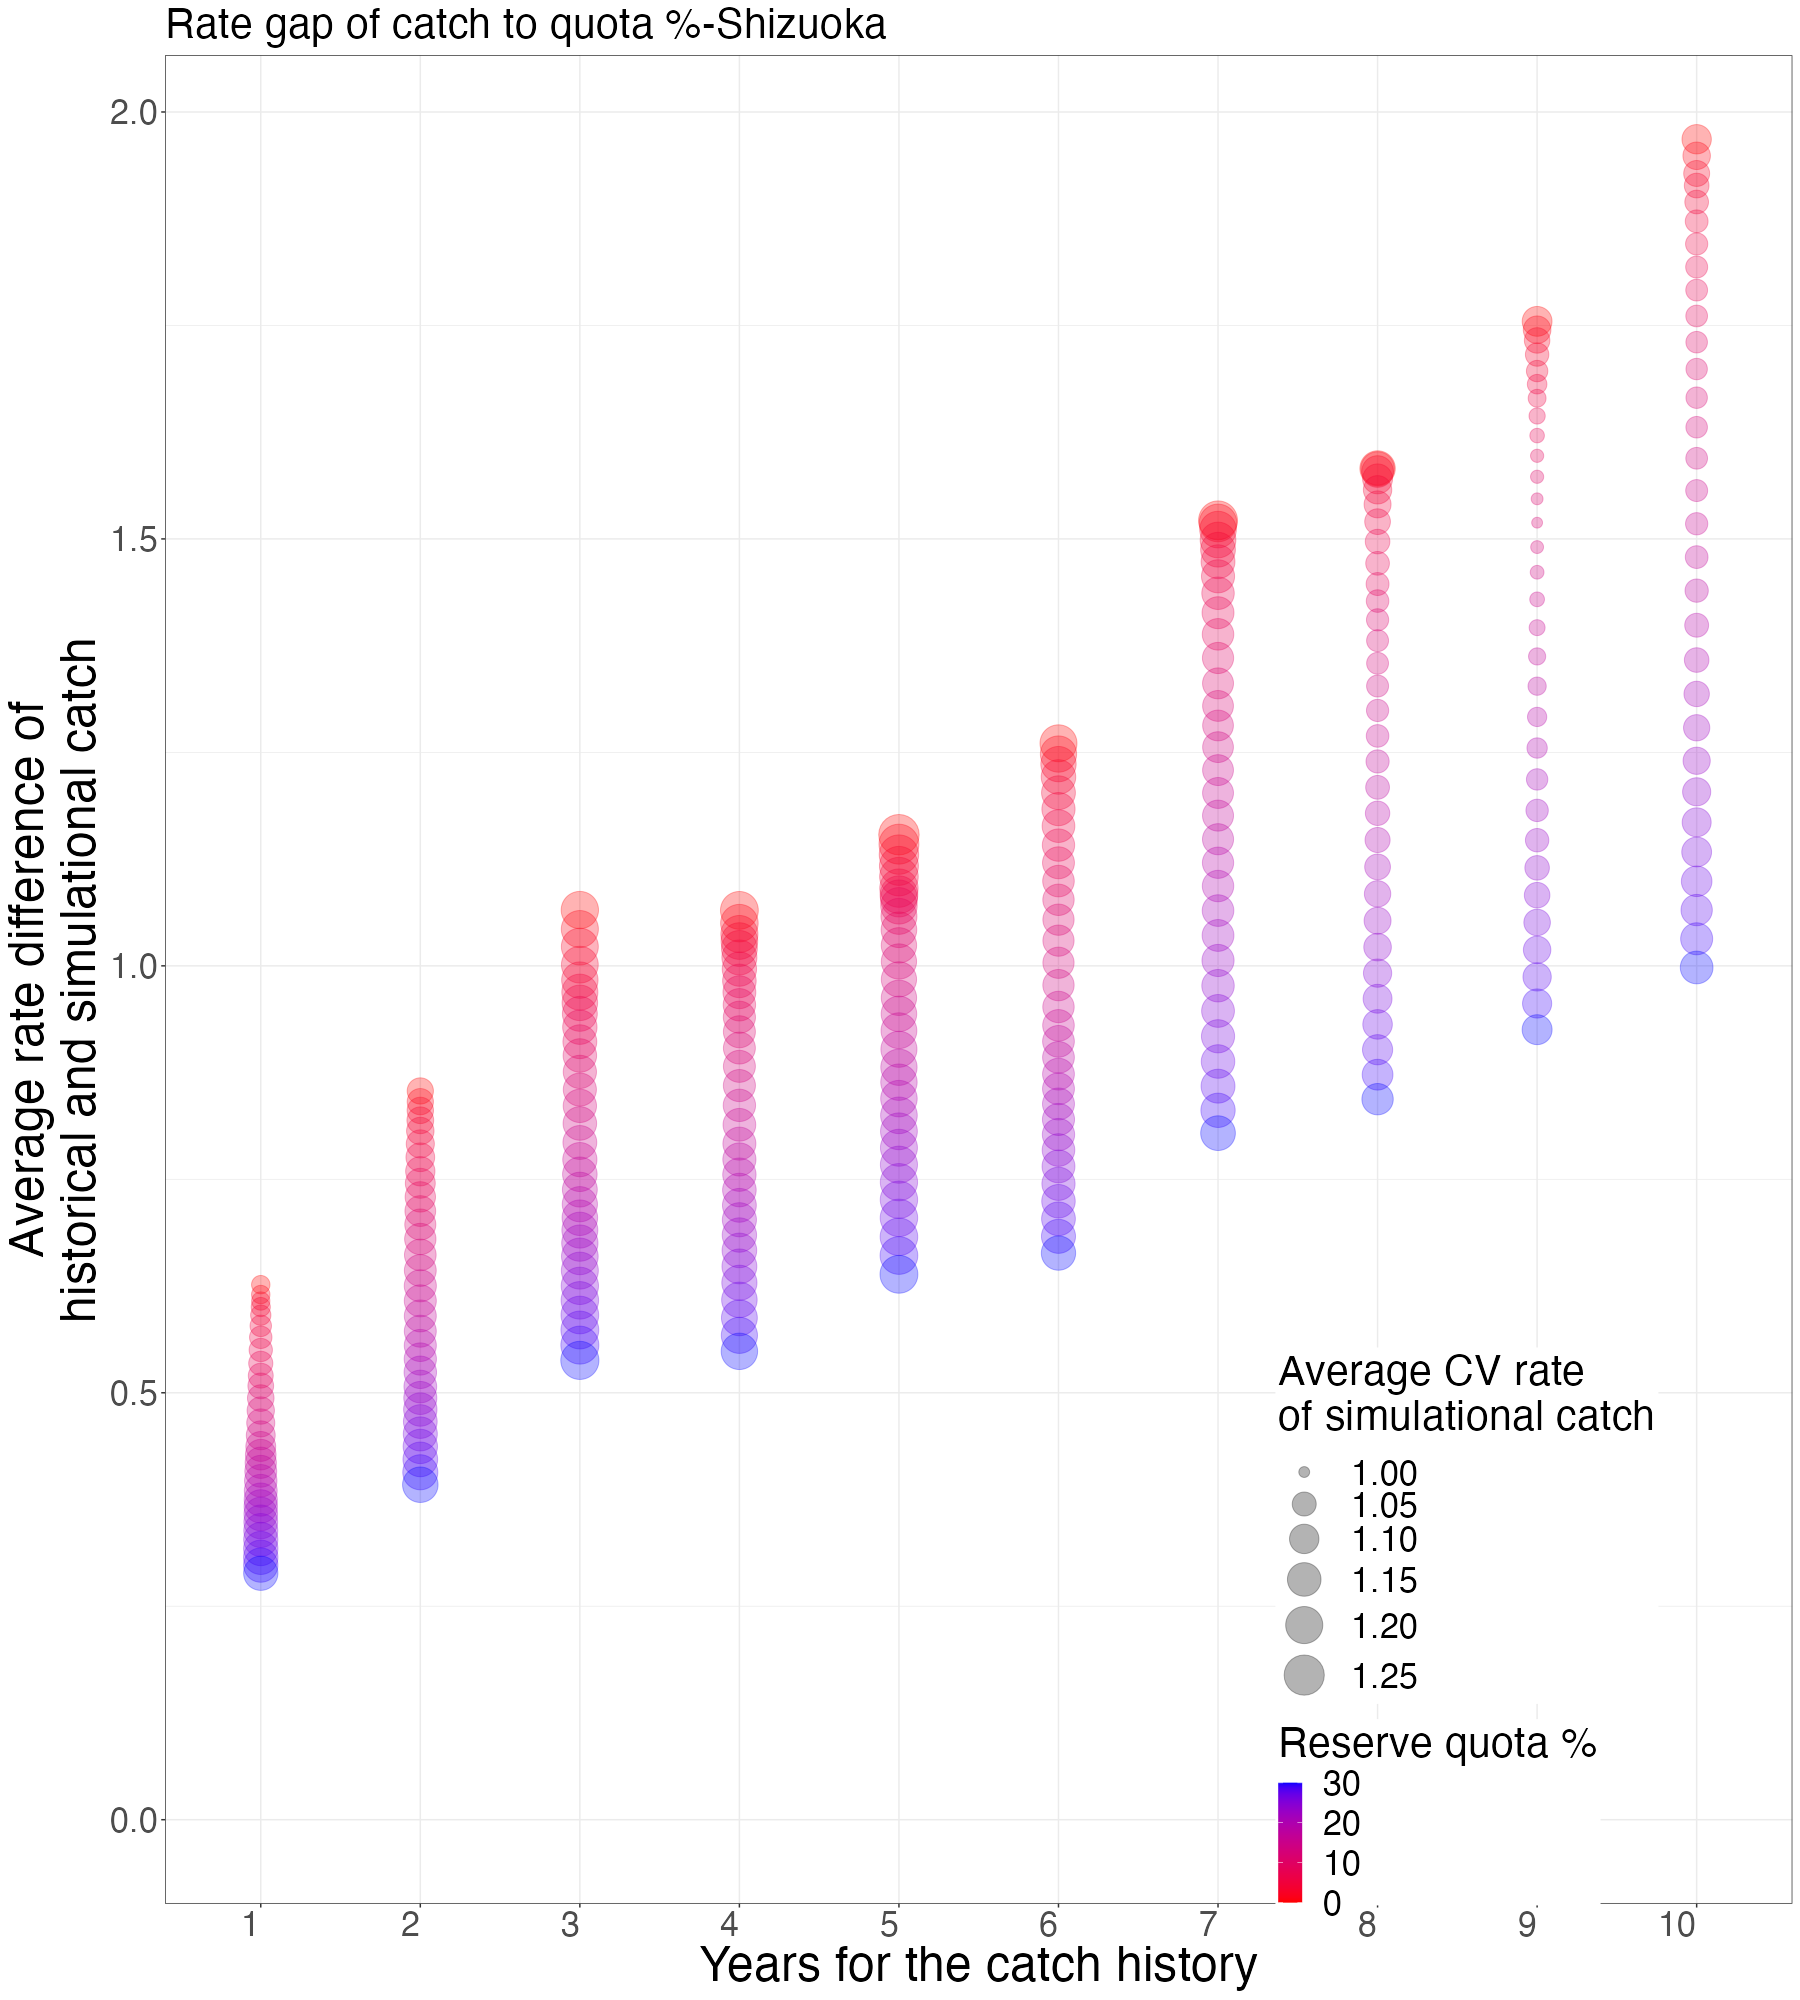 Rate gap of catch to quota %-Shizuoka
2.0
1.5
1.0
0.5
0.0
Average rate difference of
historical and simulational catch
Average CV rate
of simulational catch
1.00
1.05
1.10
1.15
1.20
1.25
Reserve quota %
30
20
10
0
1 2 3 4 5 6 7 8 9 10
Years for the catch history